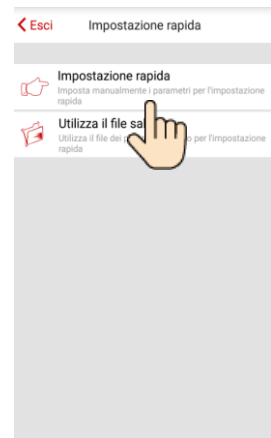 Esci
Impostazione rapida
Impostazione rapida
Imposta manualmente i parametri per l'impostazione
rapida
Utilizza il file sal
Utilizza il file dei p o per l'impostazione
rapida